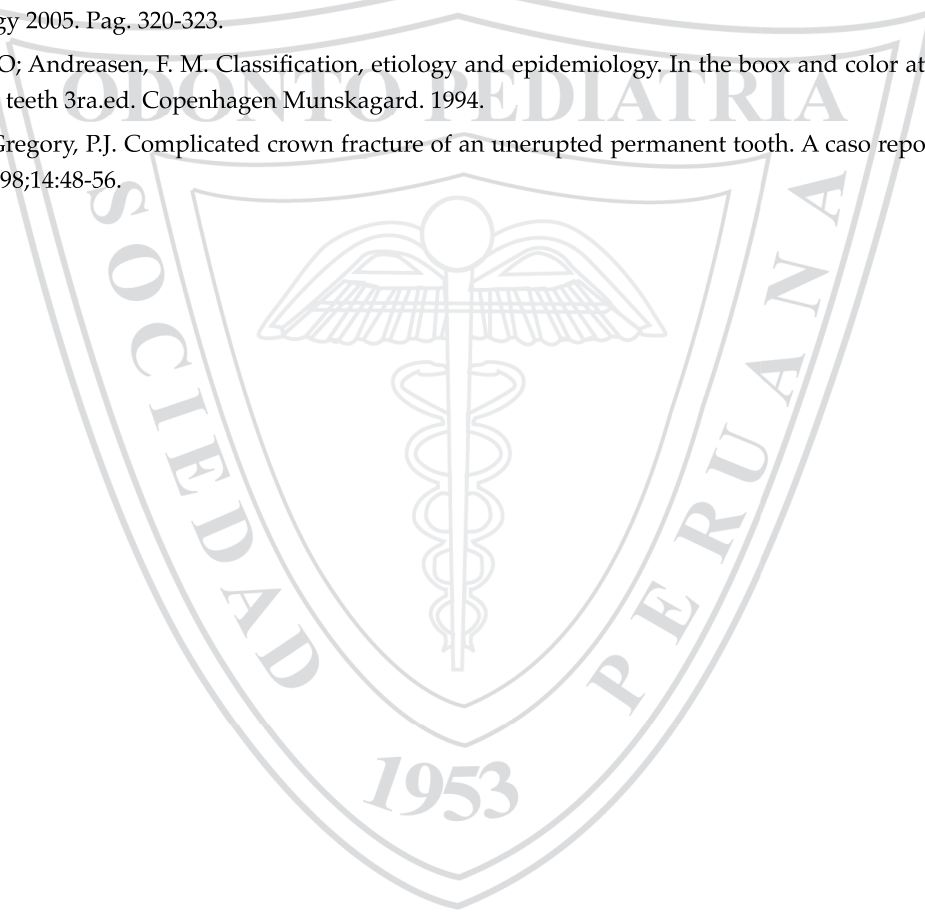 gy 2005. Pag. 320-323.
O; Andreasen, F. M. Classification, etiology and epidemiology. In the boox and color at
teeth 3ra.ed. Copenhagen Munskagard. 1994.
Gregory, P.J. Complicated crown fracture of an unerupted permanent tooth. A caso repo
98;14:48-56.
ODONTO PEDIATRIA
SOCIEDAD
PERUANA
1953